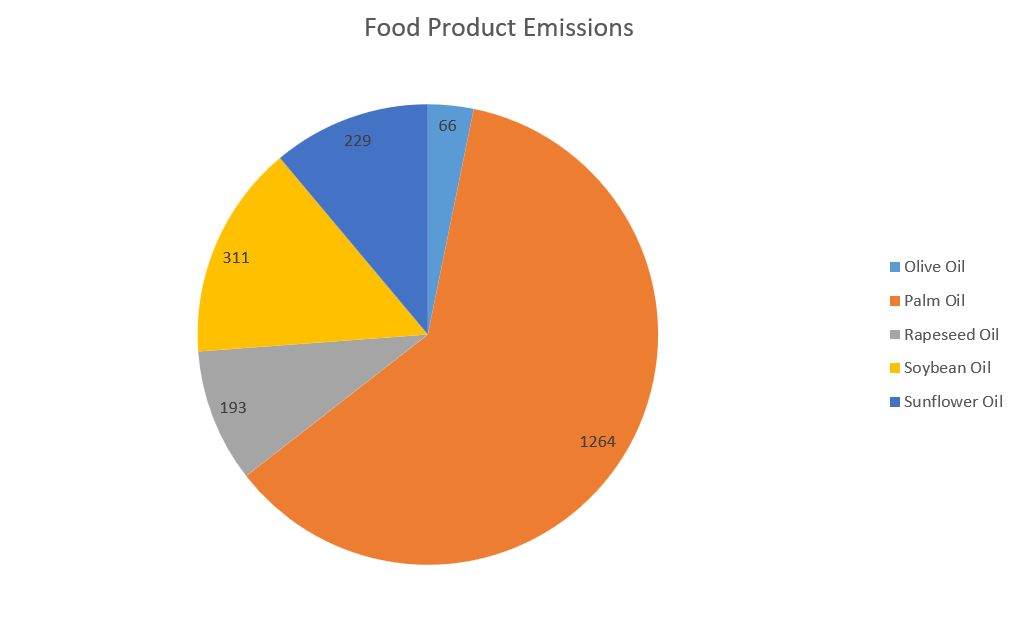 Food Product Emissions
66
229
311
193
1264
Olive Oil
Palm Oil
Rapeseed Oil
Soybean Oil
Sunflower Oil